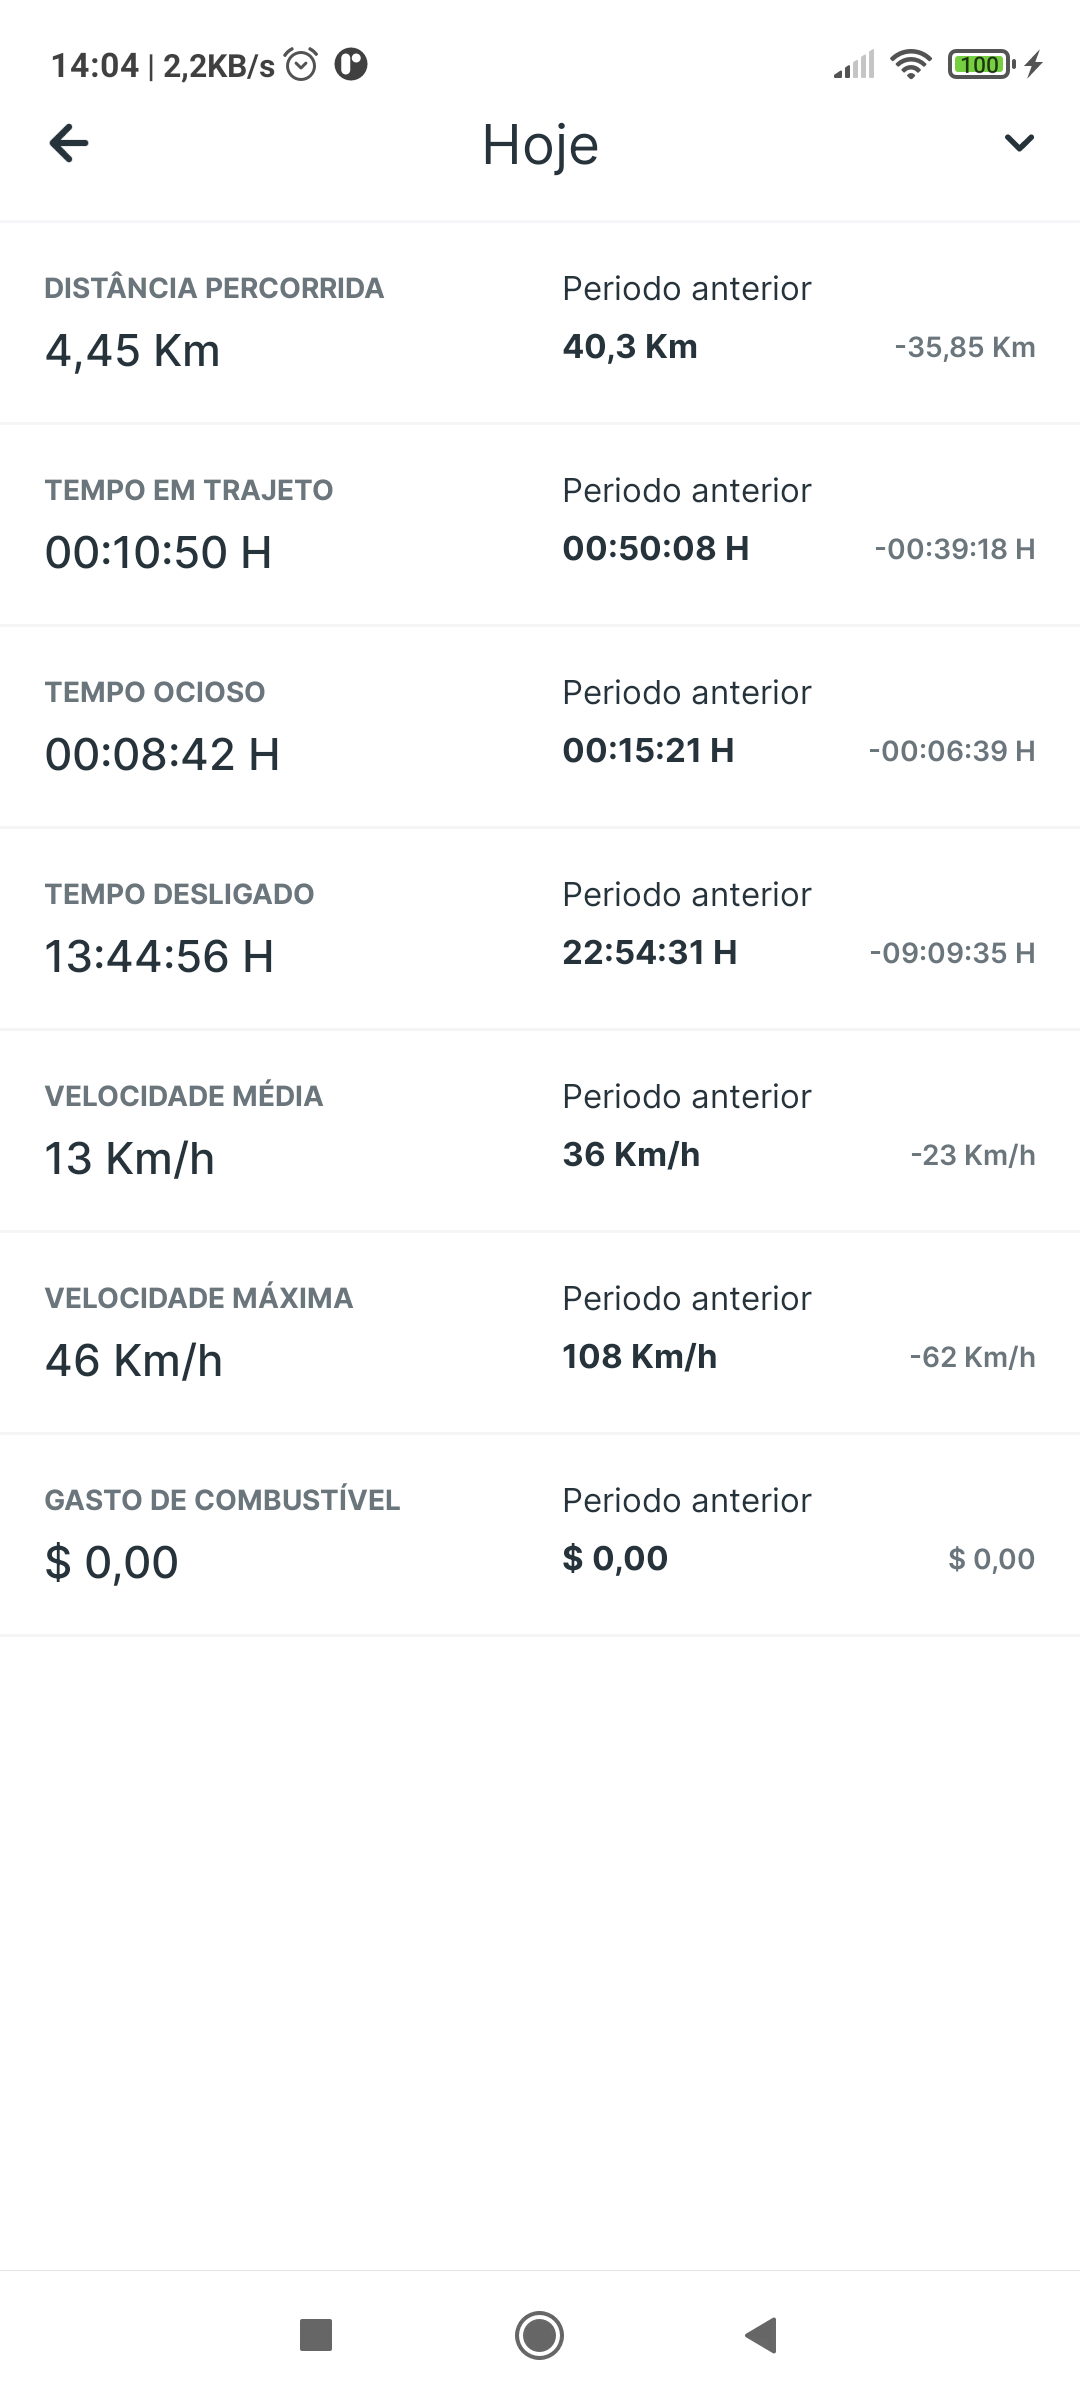 14:04 | 2,2KB/s
100
Hoje
DISTÂNCIA PERCORRIDA
Periodo anterior
4,45 Km
40,3 Km
-35,85 Km
TEMPO EM TRAJETO
Periodo anterior
00:10:50 H
00:50:08 H
-00:39:18 H
TEMPO OCIOSO
Periodo anterior
00:08:42 H
00:15:21 H
-00:06:39 H
TEMPO DESLIGADO
Periodo anterior
13:44:56 H
22:54:31 H
-09:09:35 H
VELOCIDADE MÉDIA
Periodo anterior
13 Km/h
36 Km/h
-23 Km/h
VELOCIDADE MÁXIMA
Periodo anterior
46 Km/h
108 Km/h
-62 Km/h
GASTO DE COMBUSTÍVEL
Periodo anterior
$ 0,00
$ 0,00
$ 0,00